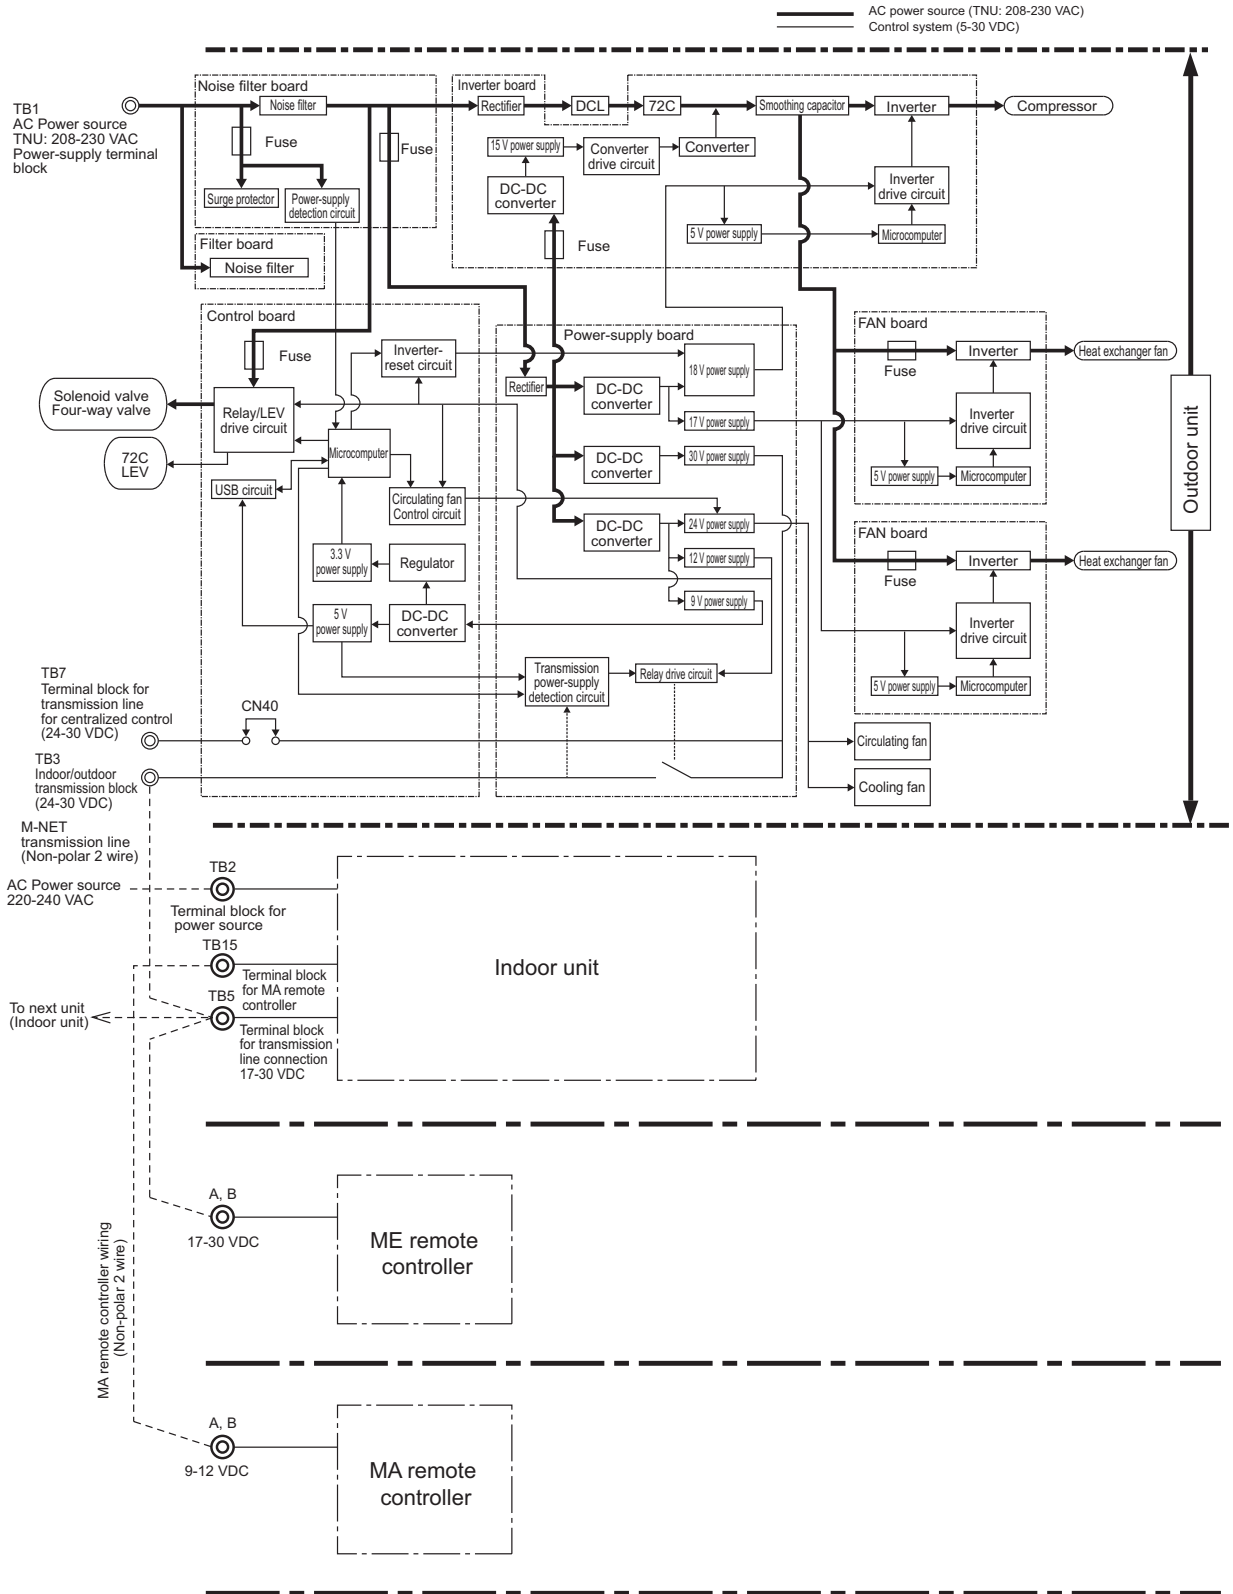 AC power source (TNU: 208-230 VAC)
Control system (5-30 VDC)
Noise filter board
Inverter board
TB1
AC Power source
TNU: 208-230 VAC
Power-supply terminal
block
Noise filter
Rectifier
DCL
72C
Smoothing capacitor
Inverter
Compressor
Fuse
Fuse
15 V power supply
Converter
drive circuit
Converter
Surge protector
Power-supply
detection circuit
DC-DC
converter
Inverter
drive circuit
5 V power supply
Microcomputer
Fuse
Filter board
Noise filter
Control board
Power-supply board
FAN board
Fuse
Inverter-
reset circuit
18 V power supply
Fuse
Inverter
Heat exchanger fan
Solenoid valve
Four-way valve
Relay/LEV
drive circuit
Rectifier
DC-DC
converter
17 V power supply
Inverter
drive circuit
72C
LEV
Microcomputer
DC-DC
converter
30 V power supply
5 V power supply
Microcomputer
USB circuit
Circulating fan
Control circuit
DC-DC
converter
24 V power supply
Outdoor unit
FAN board
3.3 V
power supply
Regulator
12 V power supply
Fuse
Inverter
Heat exchanger fan
5 V
power supply
DC-DC
converter
9 V power supply
Inverter
drive circuit
Transmission
power-supply
detection circuit
Relay drive circuit
5 V power supply
Microcomputer
TB7
Terminal block for
transmission line
for centralized control
(24-30 VDC)
CN40
Circulating fan
TB3
Indoor/outdoor
transmission block
(24-30 VDC)
Cooling fan
M-NET
transmission line
(Non-polar 2 wire)
AC Power source
220-240 VAC
TB2
Terminal block for
power source
TB15
Terminal block
for MA remote
controller
Indoor unit
To next unit
(Indoor unit)
TB5
Terminal block
for transmission
line connection
17-30 VDC
A, B
17-30 VDC
ME remote
controller
MA remote controller wiring
(Non-polar 2 wire)
A, B
9-12 VDC
MA remote
controller